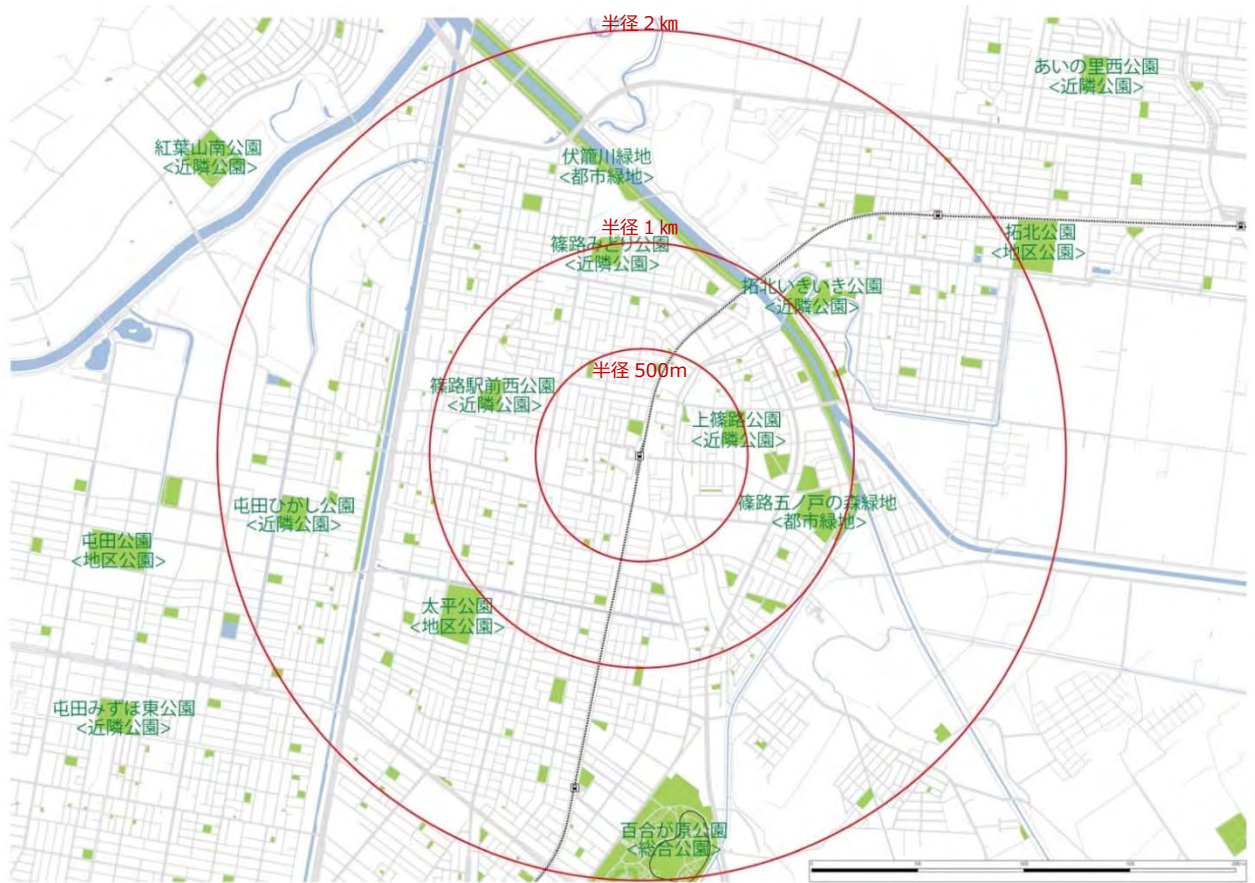 半径２㎞
あいの里西公園
<近隣公園>
紅葉山南公園
<近隣公園>
伏籠川緑地
<都市緑地>
半径１㎞
篠路みどり公園
<近隣公園>
拓北公園
<地区公園>
拓北いきいき公園
<近隣公園>
半径 500m
篠路駅前西公園
<近隣公園>
上篠路公園
<近隣公園>
屯田ひがし公園
<近隣公園>
篠路五ノ戸の森緑地
<都市緑地>
屯田公園
<地区公園>
太平公園
<地区公園>
屯田みずほ東公園
<近隣公園>
百合が原公園
<総合公園>